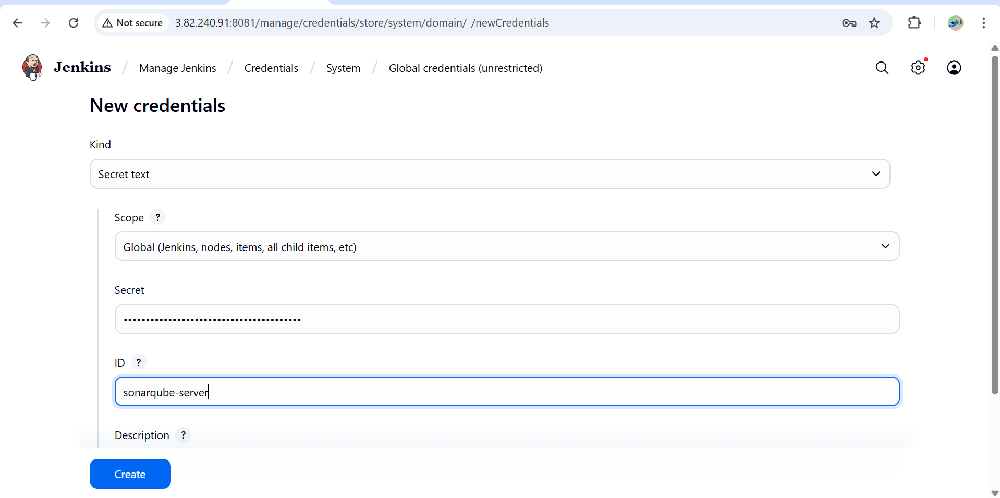 Not secure 3.82.240.91:8081/manage/credentials/store/system/domain/_/newCredentials
Jenkins / Manage Jenkins / Credentials / System / Global credentials (unrestricted)
New credentials
Kind
Secret text
Scope ?
Global (Jenkins, nodes, items, all child items, etc)
Secret
••••••••••••••••••••••••••••••••••••••••
ID ?
sonarqube-server
Description ?
Create